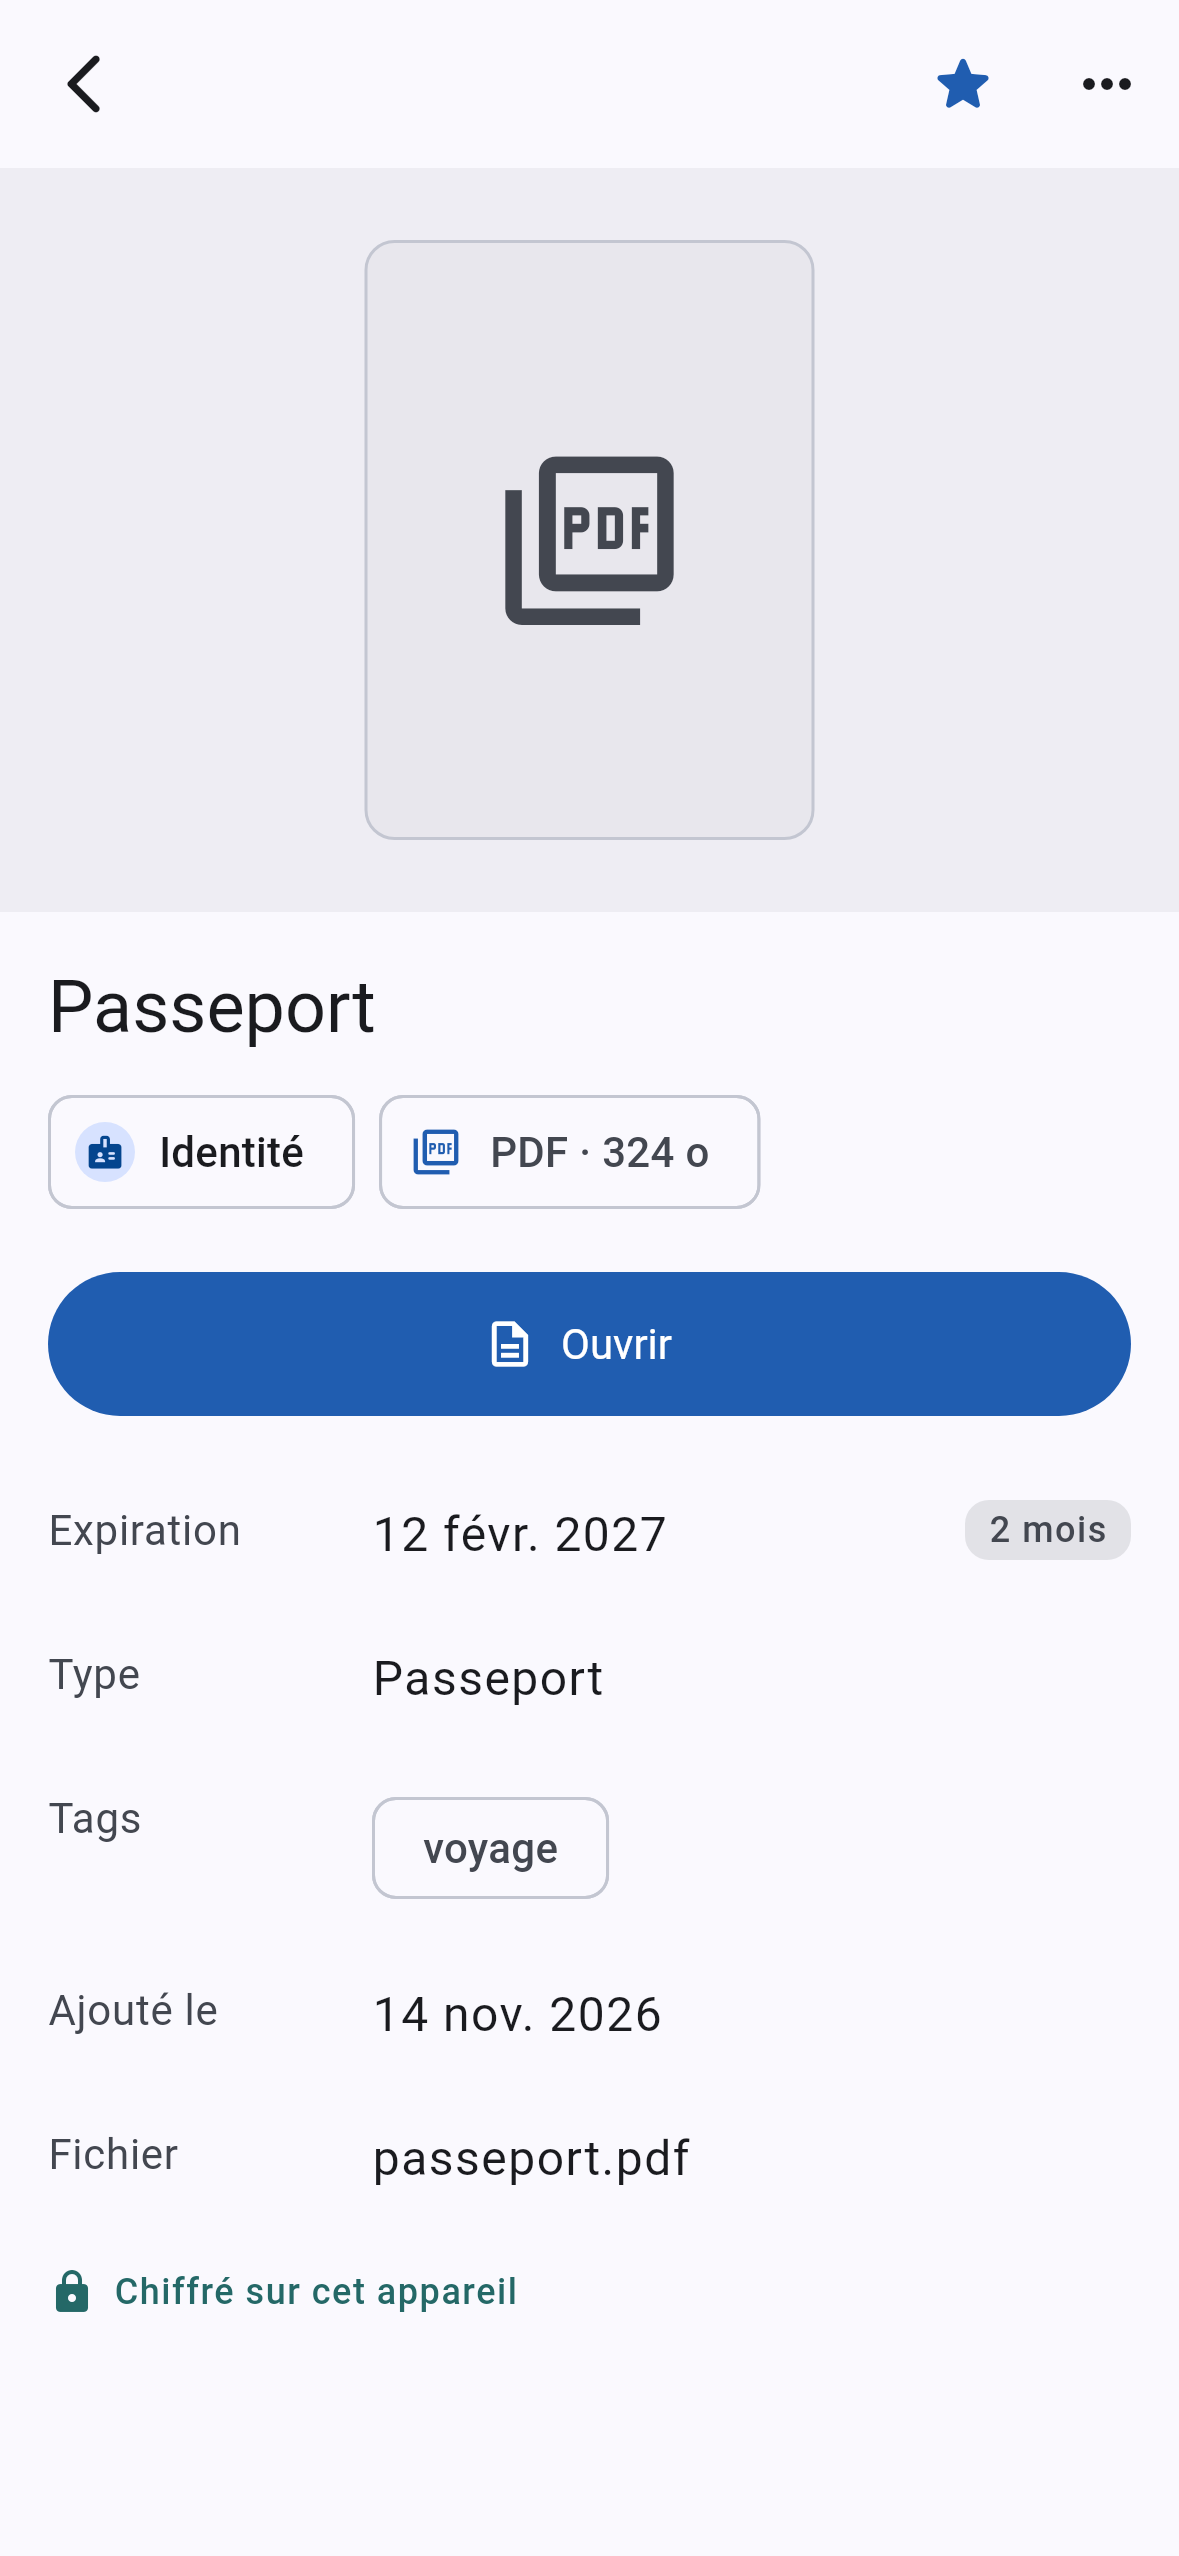 PDF
Passeport
Identité
PDF
PDF · 324 o
Ouvrir
Expiration
12 févr. 2027
2 mois
Type
Passeport
Tags
voyage
Ajouté le
14 nov. 2026
Fichier
passeport.pdf
Chiffré sur cet appareil